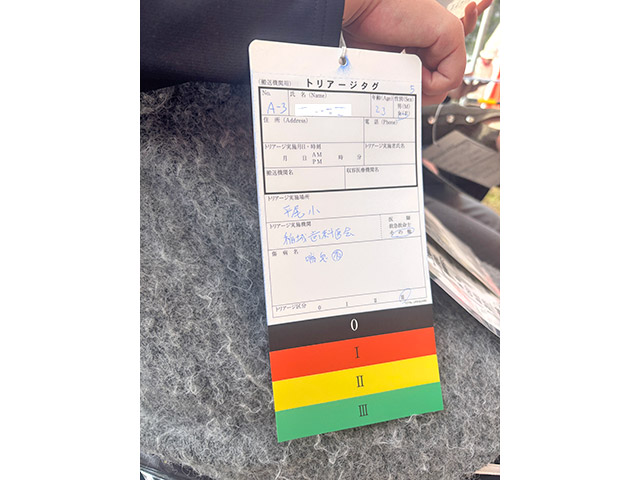 (搬送機関用) トリアージタグ 5
No. 氏 名 (Name) 年齢(Age) 性別(Sex)
A-3 23 男(M)
住 所 (Address) 電 話 (Phone)
トリアージ実施月日・時刻 トリアージ実施者氏名
AM
月 日 時 分
PM
搬送機関名 収容医療機関名
トリアージ実施場所
平尾小
トリアージ実施機関 医 師
救急救命士
その他
傷 病 名
トリアージ区分 0 I II III
0
I
II
III